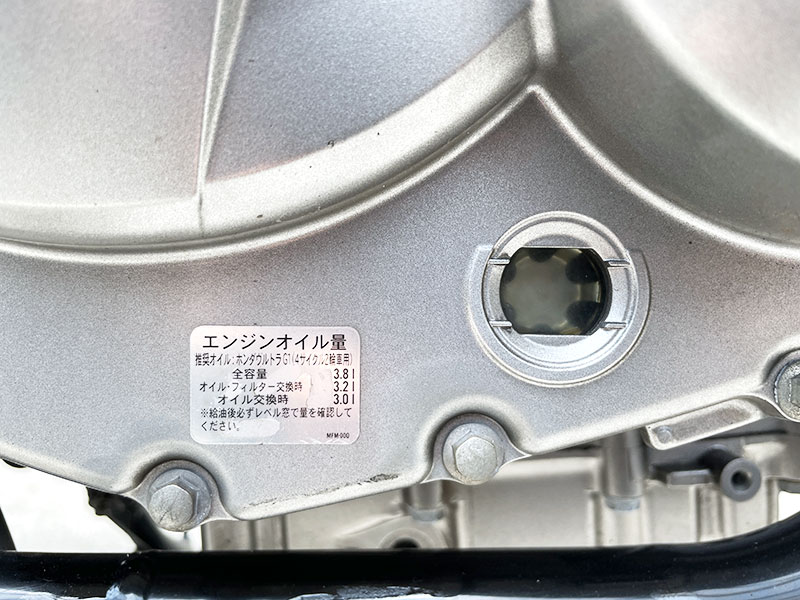 エンジンオイル量
推奨オイル:ホンダウルトラG1(4サイクル2輪車用)
全容量 3.8l
オイル・フィルター交換時 3.2l
オイル交換時 3.0l
※給油後必ずレベル窓で量を確認して
ください。
MFM-000